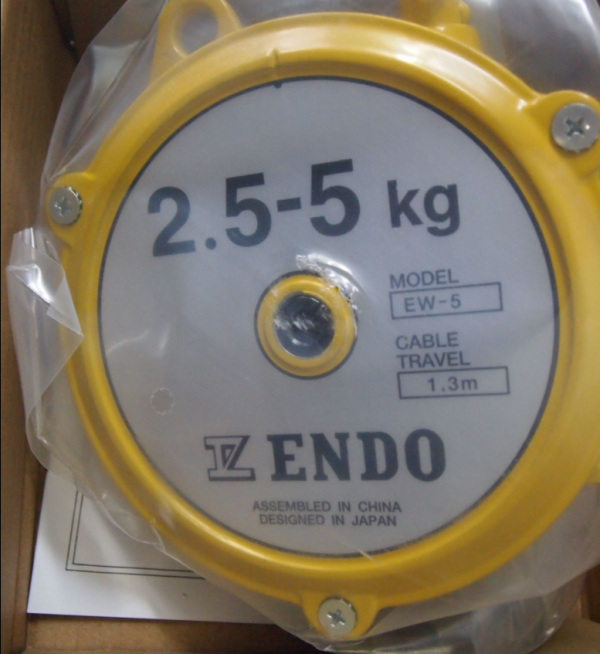 2.5-5 kg
MODEL
EW-5
CABLE
TRAVEL
1.3m
ENDO
ASSEMBLED IN CHINA
DESIGNED IN JAPAN